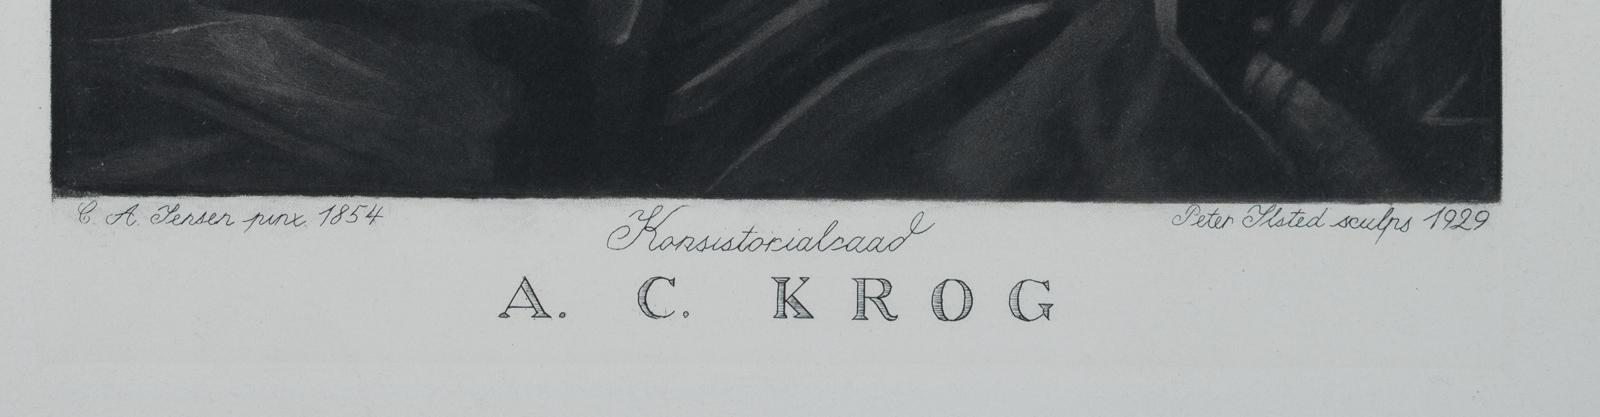 C. A. Jensen pinx. 1854
Konsistorialraad
Peter Ilsted sculps 1929
A. C. KROG